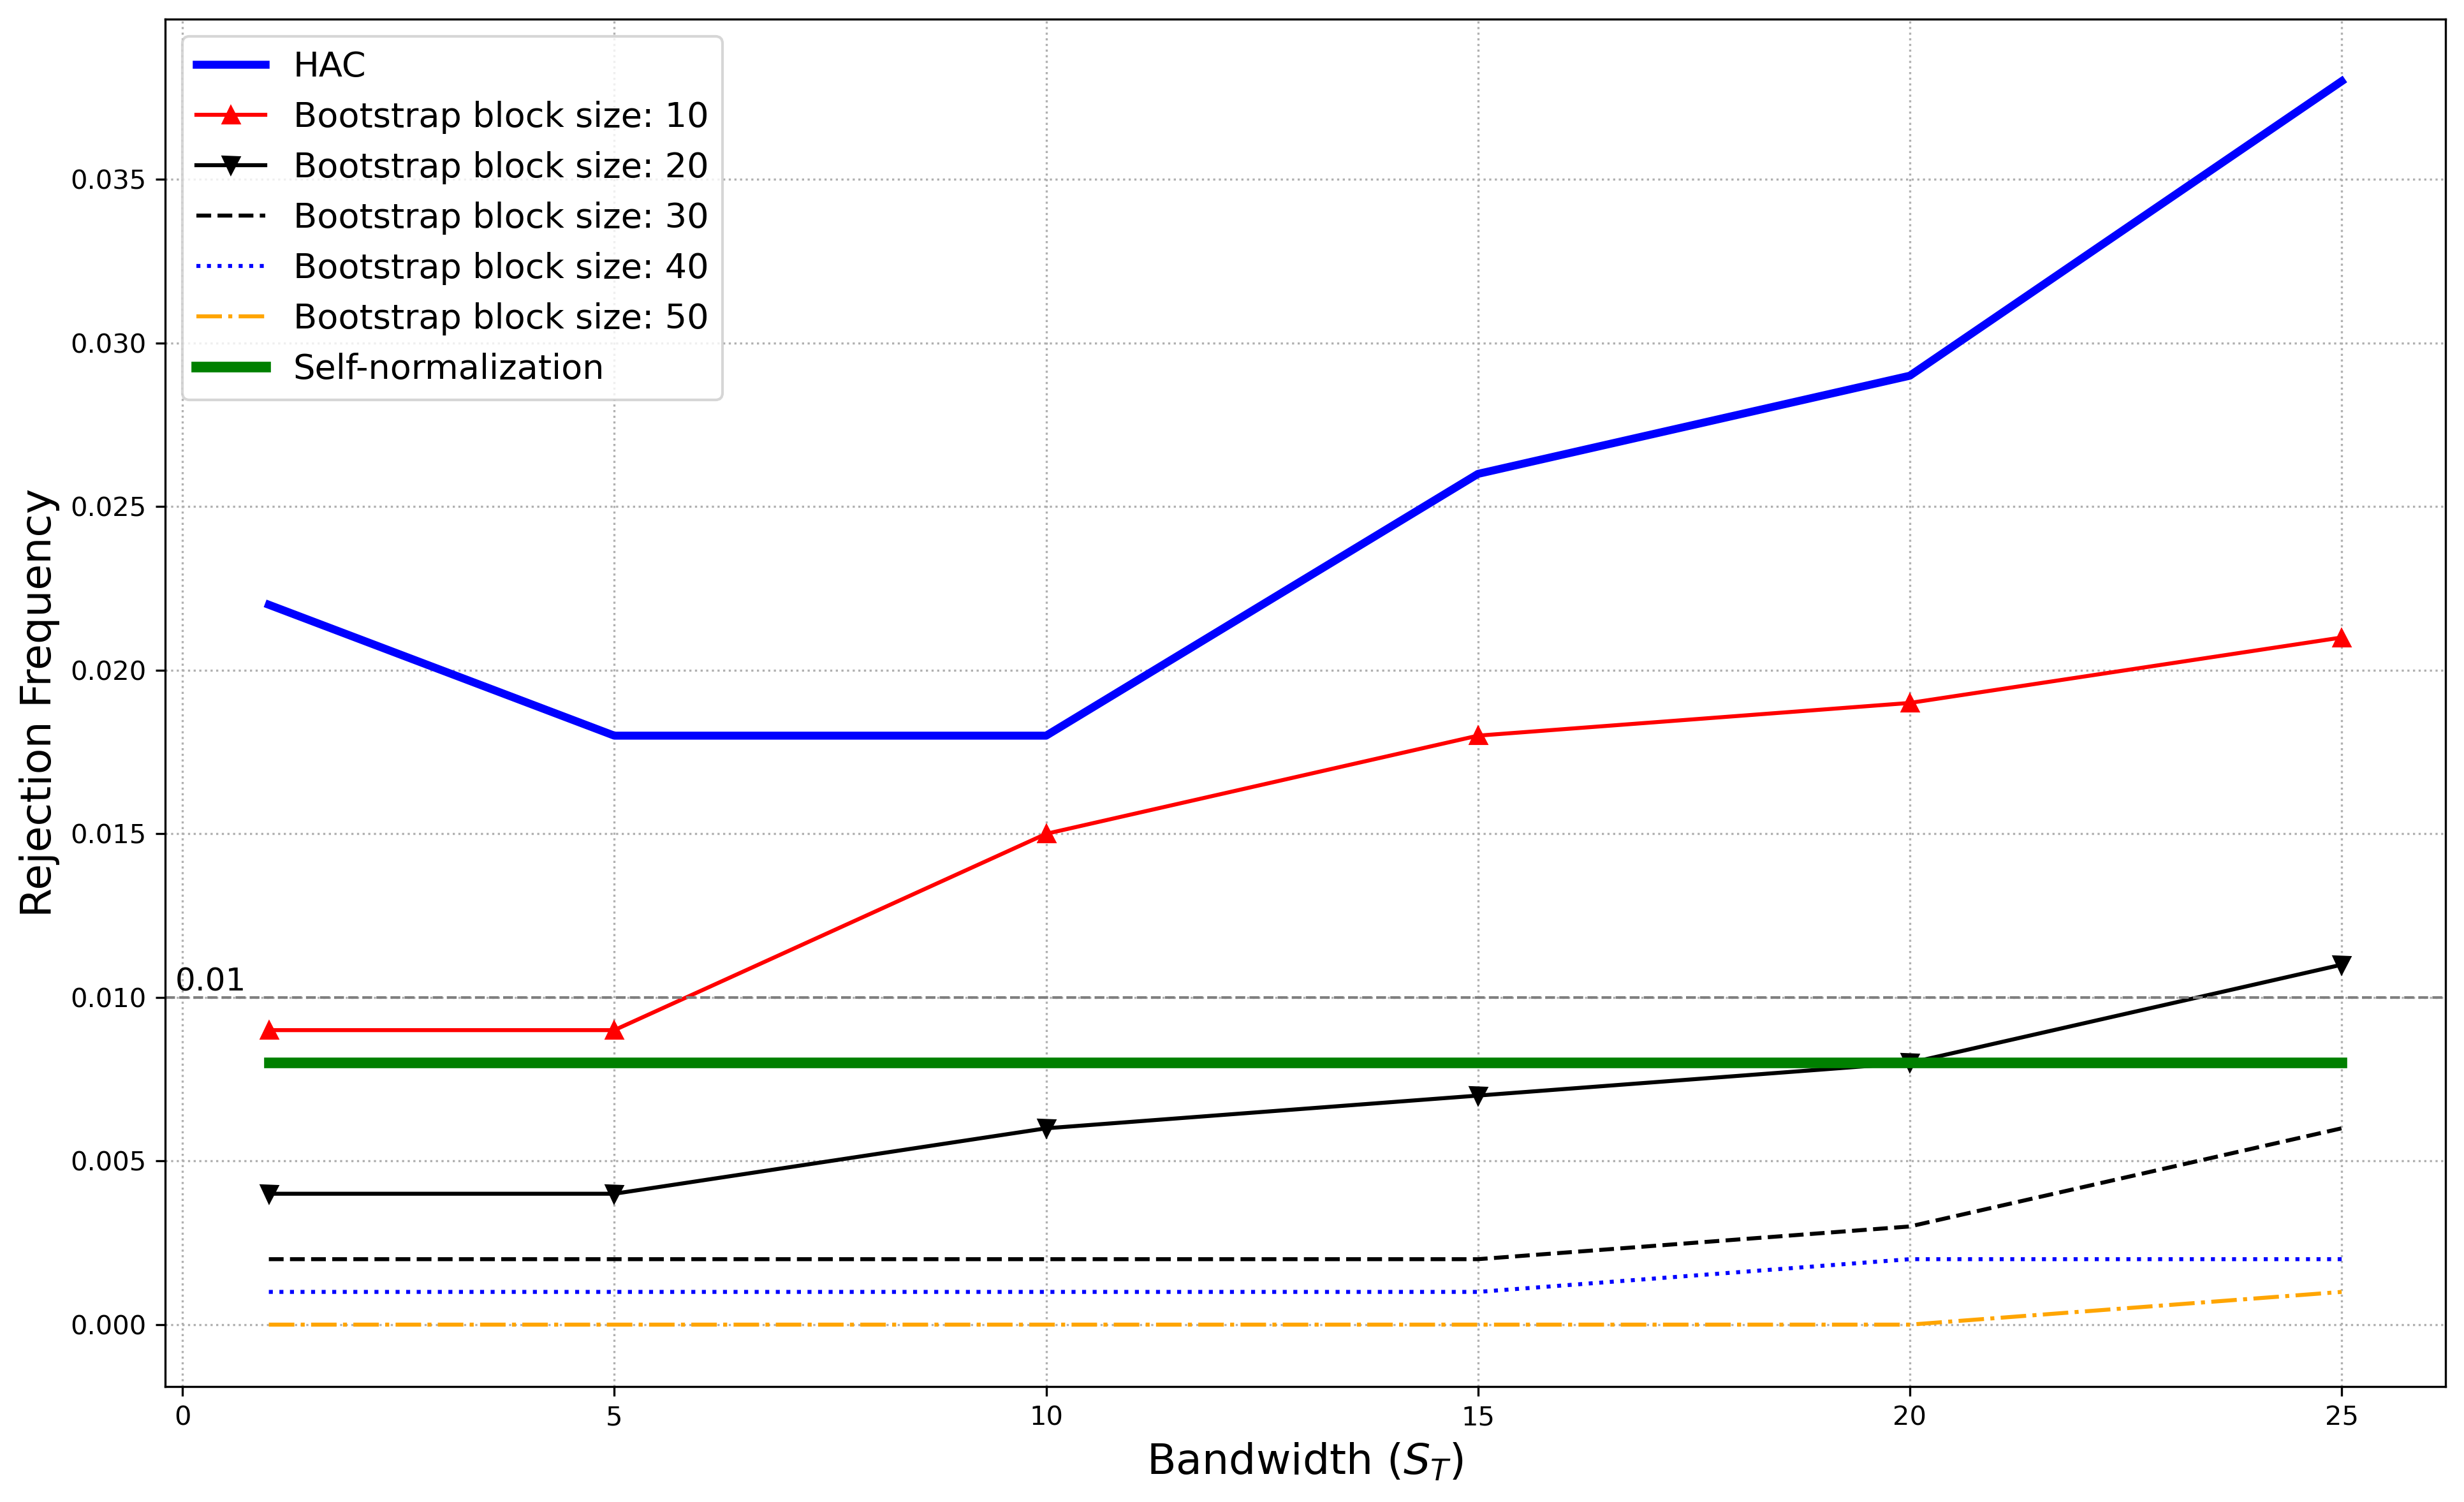 HAC
Bootstrap block size: 10
Bootstrap block size: 20
Bootstrap block size: 30
Bootstrap block size: 40
Bootstrap block size: 50
Self-normalization
Rejection Frequency
0.035
0.030
0.025
0.020
0.015
0.010
0.005
0.000
0.01
0 5 10 15 20 25
Bandwidth (S_T)